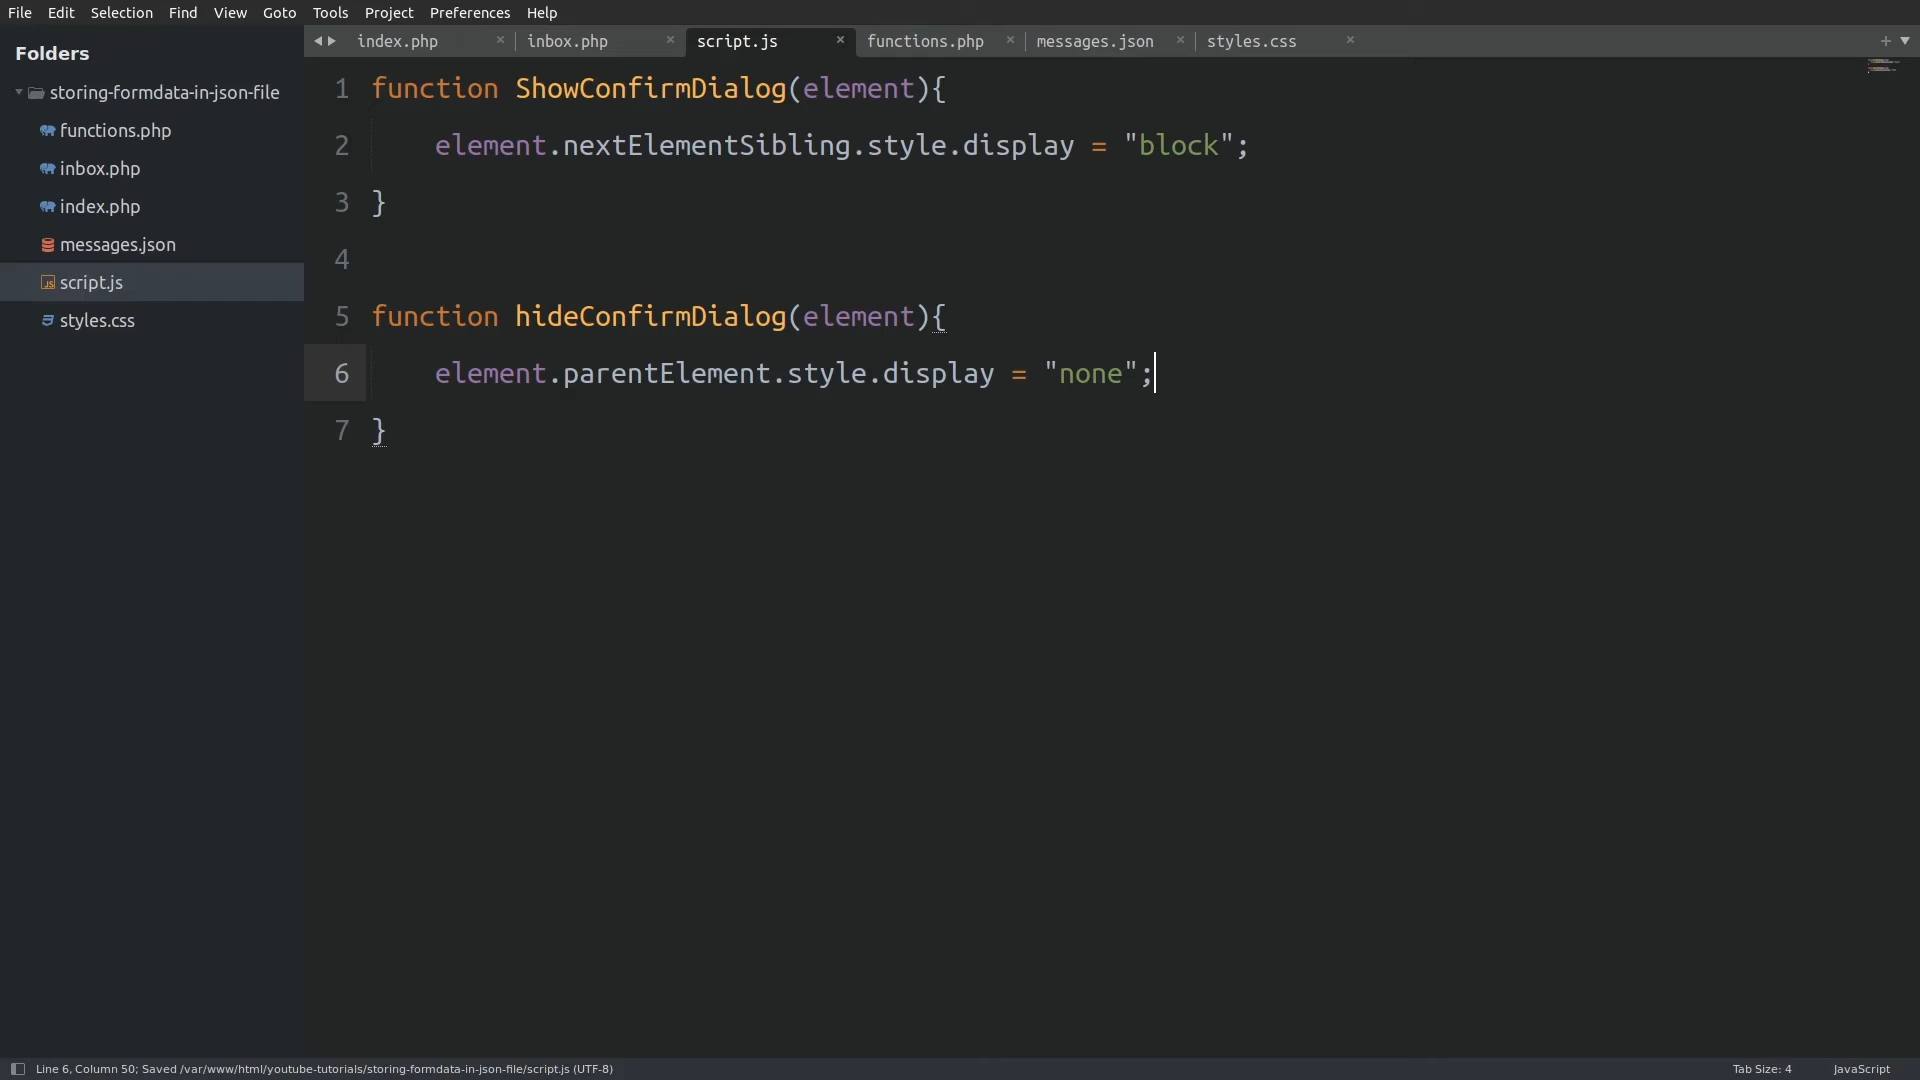 File Edit Selection Find View Goto Tools Project Preferences Help
Folders
storing-formdata-in-json-file
functions.php
inbox.php
index.php
messages.json
script.js
styles.css
index.php × inbox.php × script.js × functions.php × messages.json × styles.css ×
1 function ShowConfirmDialog(element){
2 element.nextElementSibling.style.display = "block";
3 }
4
5 function hideConfirmDialog(element){
6 element.parentElement.style.display = "none";
7 }
Line 6, Column 50; Saved /var/www/html/youtube-tutorials/storing-formdata-in-json-file/script.js (UTF-8) Tab Size: 4 JavaScript